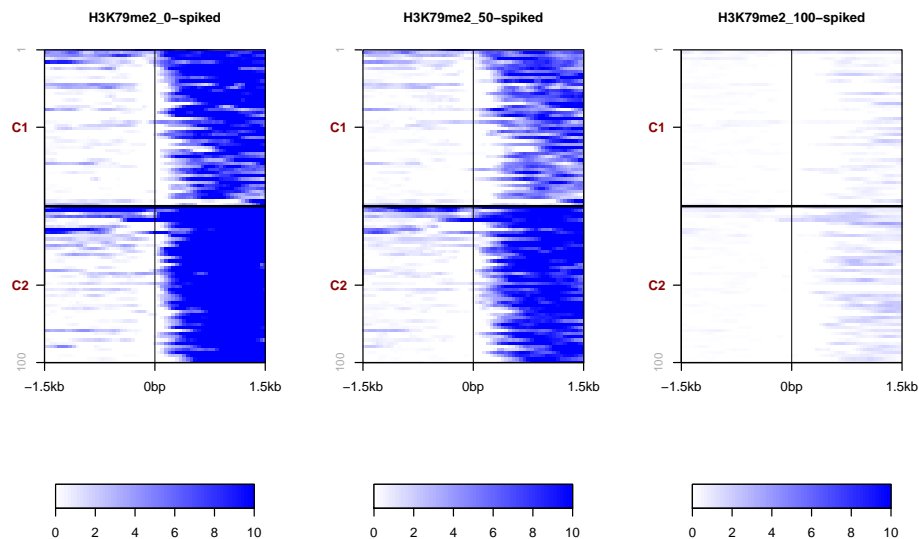 H3K79me2_0−spiked
1
C1
C2
100
−1.5kb 0bp 1.5kb
0 2 4 6 8 10
H3K79me2_50−spiked
1
C1
C2
100
−1.5kb 0bp 1.5kb
0 2 4 6 8 10
H3K79me2_100−spiked
1
C1
C2
100
−1.5kb 0bp 1.5kb
0 2 4 6 8 10